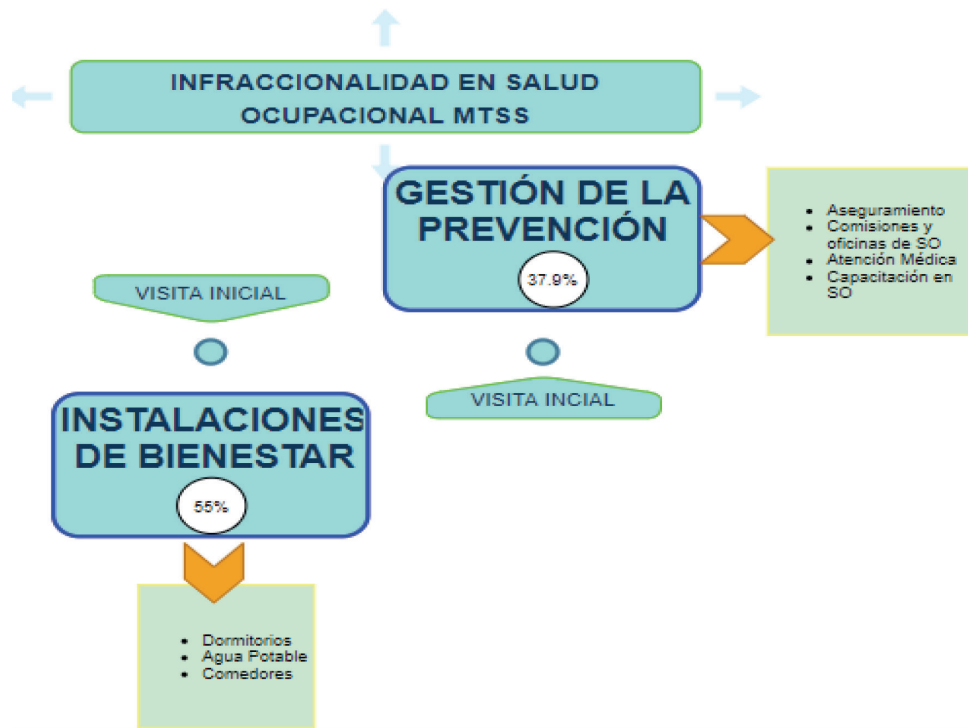 INFRACCIONALIDAD EN SALUD
OCUPACIONAL MTSS
GESTIÓN DE LA
PREVENCIÓN
37.9%
• Aseguramiento
• Comisiones y
oficinas de SO
• Atención Médica
• Capacitación en
SO
VISITA INICIAL
VISITA INCIAL
INSTALACIONES
DE BIENESTAR
55%
• Dormitorios
• Agua Potable
• Comedores